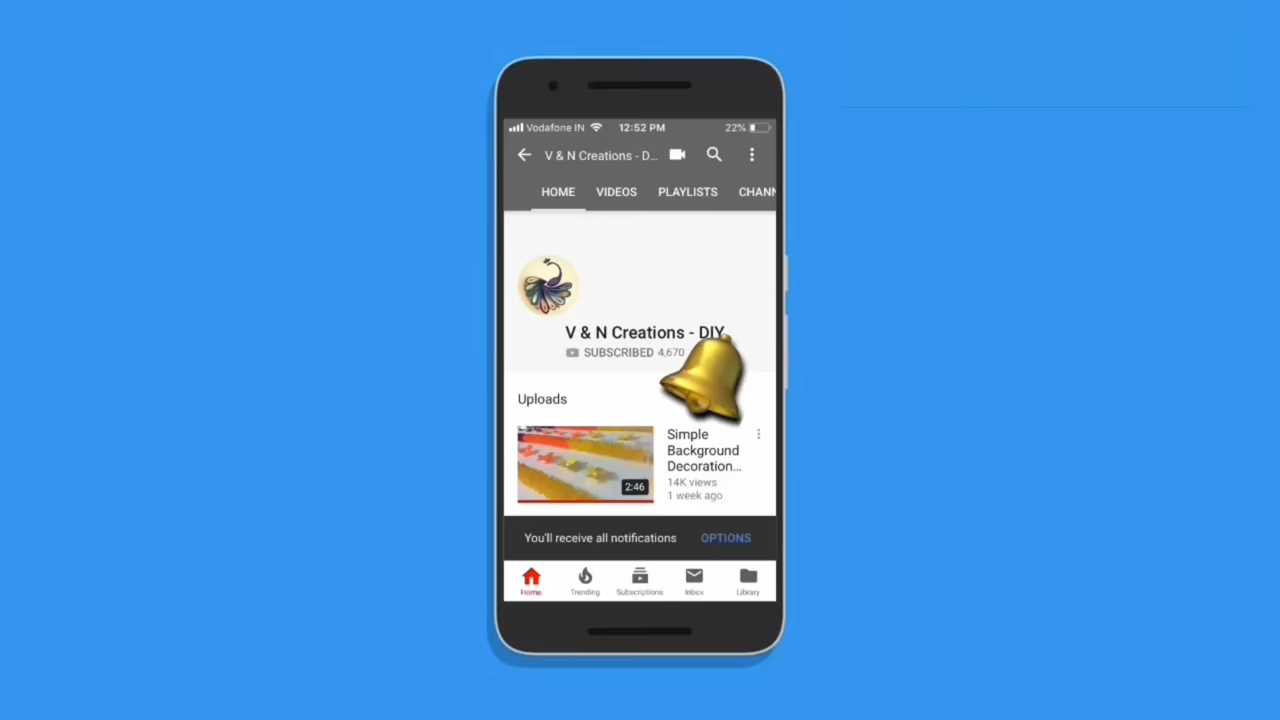 Vodafone IN 12:52 PM 22%
V & N Creations - D...
HOME VIDEOS PLAYLISTS CHANN
V & N Creations - DIY
SUBSCRIBED 4,670
Uploads
Simple
Background
Decoration...
14K views
1 week ago
2:46
You'll receive all notifications OPTIONS
Home Trending Subscriptions Inbox Library